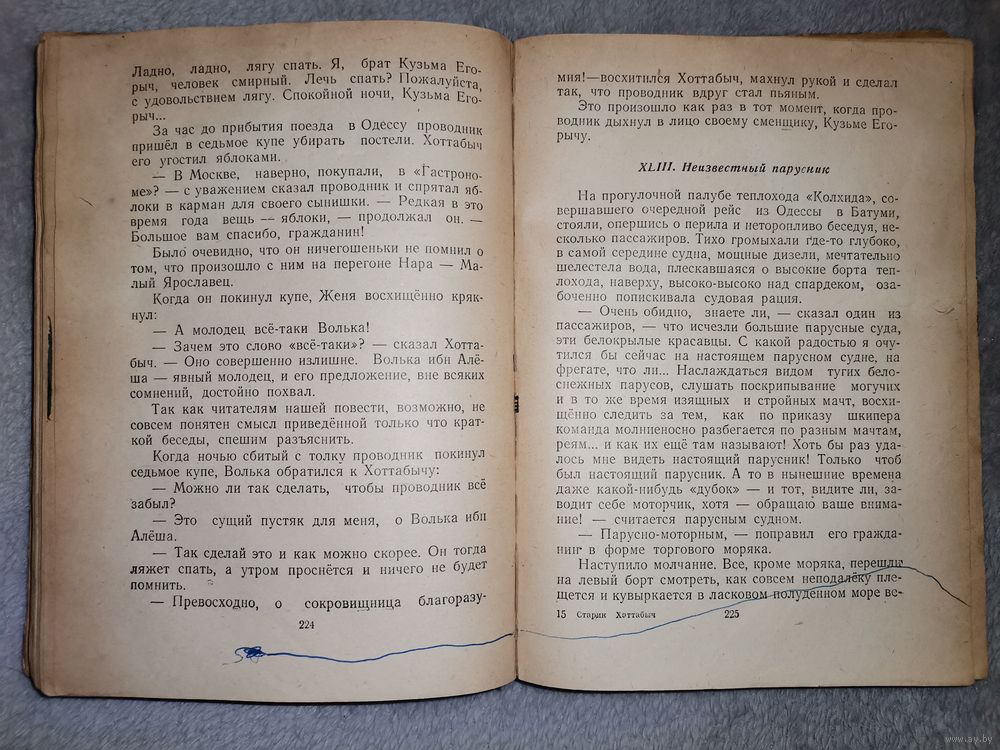 Ладно, ладно, лягу спать. Я, брат Кузьма Его-
рыч, человек смирный. Лечь спать? Пожалуйста,
с удовольствием лягу. Спокойной ночи, Кузьма Его-
рыч...
За час до прибытия поезда в Одессу проводник
пришёл в седьмое купе убирать постели. Хоттабыч
его угостил яблоками.
— В Москве, наверно, покупали, в «Гастроно-
ме»? — с уважением сказал проводник и спрятал яб-
локи в карман для своего сынишки. — Редкая в это
время года вещь — яблоки, — продолжал он. —
Большое вам спасибо, гражданин!
Было очевидно, что он ничегошеньки не помнил о
том, что произошло с ним на перегоне Нара — Ма-
лый Ярославец.
Когда он покинул купе, Женя восхищённо кряк-
нул:
— А молодец всё-таки Волька!
— Зачем это слово «всё-таки»? — сказал Хотта-
быч. — Оно совершенно излишне. Волька ибн Алё-
ша — явный молодец, и его предложение, вне всяких
сомнений, достойно похвал.
Так как читателям нашей повести, возможно, не
совсем понятен смысл приведённой только что крат-
кой беседы, спешим разъяснить.
Когда ночью сбитый с толку проводник покинул
седьмое купе, Волька обратился к Хоттабычу:
— Можно ли так сделать, чтобы проводник всё
забыл?
— Это сущий пустяк для меня, о Волька ибн
Алёша.
— Так сделай это и как можно скорее. Он тогда
ляжет спать, а утром проснётся и ничего не будет
помнить.
— Превосходно, о сокровищница благоразу-
224
мия!—восхитился Хоттабыч, махнул рукой и сделал
так, что проводник вдруг стал пьяным.
Это произошло как раз в тот момент, когда про-
водник дыхнул в лицо своему сменщику, Кузьме Его-
рычу.
XLIII. Неизвестный парусник
На прогулочной палубе теплохода «Колхида», со-
вершавшего очередной рейс из Одессы в Батуми,
стояли, опершись о перила и неторопливо беседуя, не-
сколько пассажиров. Тихо громыхали где-то глубоко,
в самой середине судна, мощные дизели, мечтательно
шелестела вода, плескавшаяся о высокие борта теп-
лохода, наверху, высоко-высоко над спардеком, оза-
боченно попискивала судовая рация.
— Очень обидно, знаете ли, — сказал один из
пассажиров, — что исчезли большие парусные суда,
эти белокрылые красавцы. С какой радостью я очу-
тился бы сейчас на настоящем парусном судне, на
фрегате, что ли... Наслаждаться видом тугих бело-
снежных парусов, слушать поскрипывание могучих
и в то же время изящных и стройных мачт, восхи-
щённо следить за тем, как по приказу шкипера
команда молниеносно разбегается по разным мачтам,
реям... и как их ещё там называют! Хоть бы раз уда-
лось мне видеть настоящий парусник! Только чтоб
был настоящий парусник. А то в нынешние времена
даже какой-нибудь «дубок» — и тот, видите ли, за-
водит себе моторчик, хотя — обращаю ваше внима-
ние! — считается парусным судном.
— Парусно-моторным, — поправил его гражда-
нин в форме торгового моряка.
Наступило молчание. Все, кроме моряка, перешли
на левый борт смотреть, как совсем неподалёку пле-
щется и кувыркается в ласковом полуденном море ве-
15 Старик Хоттабыч 225
www.ay.by